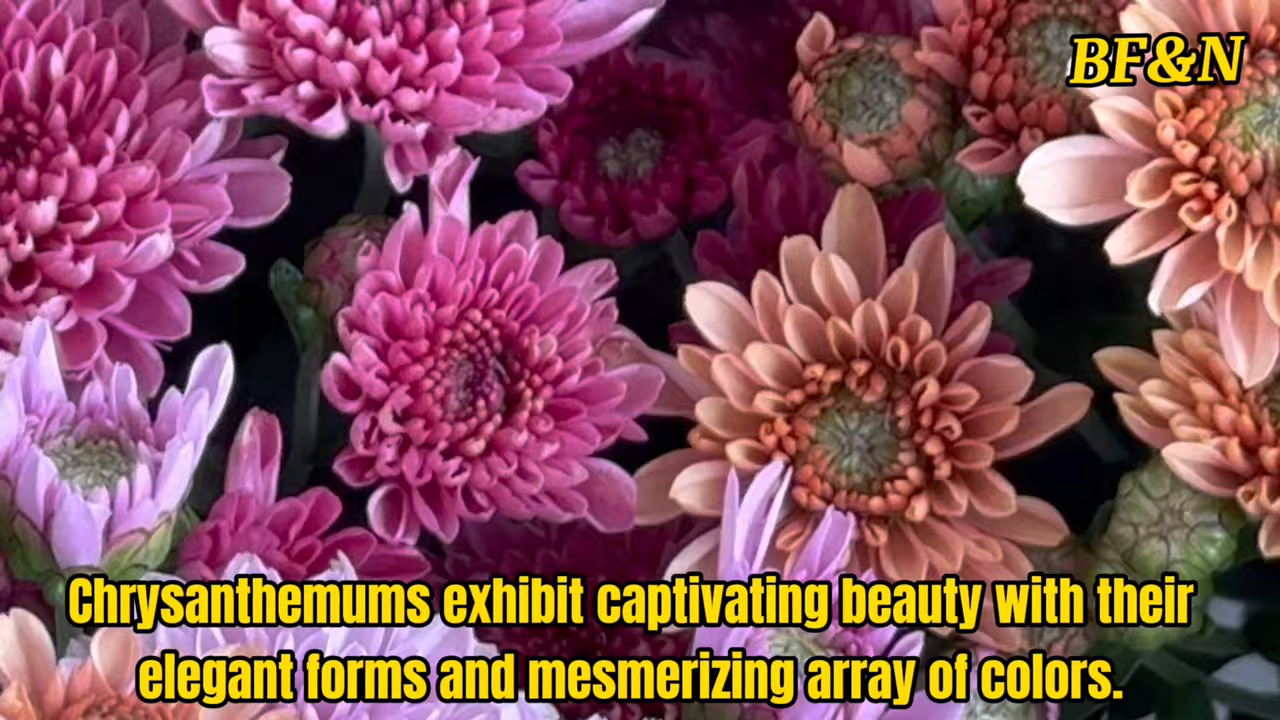 BF&N
Chrysanthemums exhibit captivating beauty with their
elegant forms and mesmerizing array of colors.